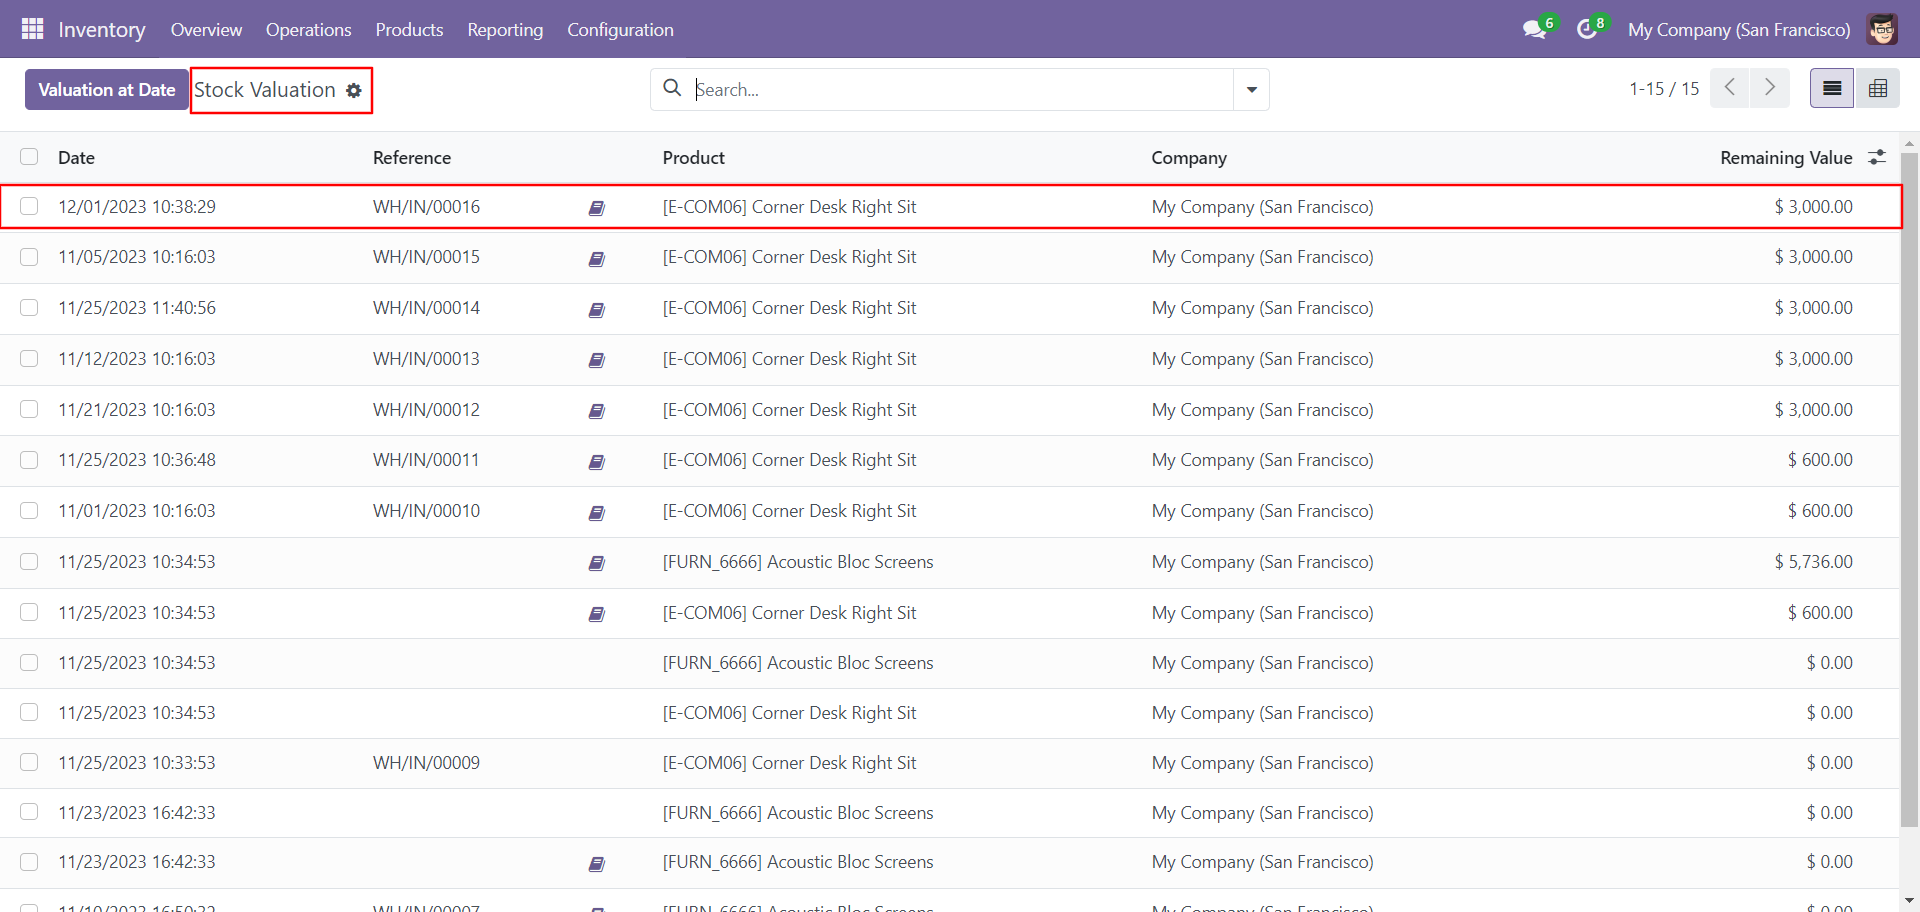 Inventory Overview Operations Products Reporting Configuration 6 8 My Company (San Francisco)
Valuation at Date Stock Valuation Search... 1-15 / 15
Date Reference Product Company Remaining Value
12/01/2023 10:38:29 WH/IN/00016 [E-COM06] Corner Desk Right Sit My Company (San Francisco) $ 3,000.00
11/05/2023 10:16:03 WH/IN/00015 [E-COM06] Corner Desk Right Sit My Company (San Francisco) $ 3,000.00
11/25/2023 11:40:56 WH/IN/00014 [E-COM06] Corner Desk Right Sit My Company (San Francisco) $ 3,000.00
11/12/2023 10:16:03 WH/IN/00013 [E-COM06] Corner Desk Right Sit My Company (San Francisco) $ 3,000.00
11/21/2023 10:16:03 WH/IN/00012 [E-COM06] Corner Desk Right Sit My Company (San Francisco) $ 3,000.00
11/25/2023 10:36:48 WH/IN/00011 [E-COM06] Corner Desk Right Sit My Company (San Francisco) $ 600.00
11/01/2023 10:16:03 WH/IN/00010 [E-COM06] Corner Desk Right Sit My Company (San Francisco) $ 600.00
11/25/2023 10:34:53 [FURN_6666] Acoustic Bloc Screens My Company (San Francisco) $ 5,736.00
11/25/2023 10:34:53 [E-COM06] Corner Desk Right Sit My Company (San Francisco) $ 600.00
11/25/2023 10:34:53 [FURN_6666] Acoustic Bloc Screens My Company (San Francisco) $ 0.00
11/25/2023 10:34:53 [E-COM06] Corner Desk Right Sit My Company (San Francisco) $ 0.00
11/25/2023 10:33:53 WH/IN/00009 [E-COM06] Corner Desk Right Sit My Company (San Francisco) $ 0.00
11/23/2023 16:42:33 [FURN_6666] Acoustic Bloc Screens My Company (San Francisco) $ 0.00
11/23/2023 16:42:33 [FURN_6666] Acoustic Bloc Screens My Company (San Francisco) $ 0.00
WH/IN/00007 [FURN_6666] Acoustic Bloc Screens My Company (San Francisco) $ 0.00